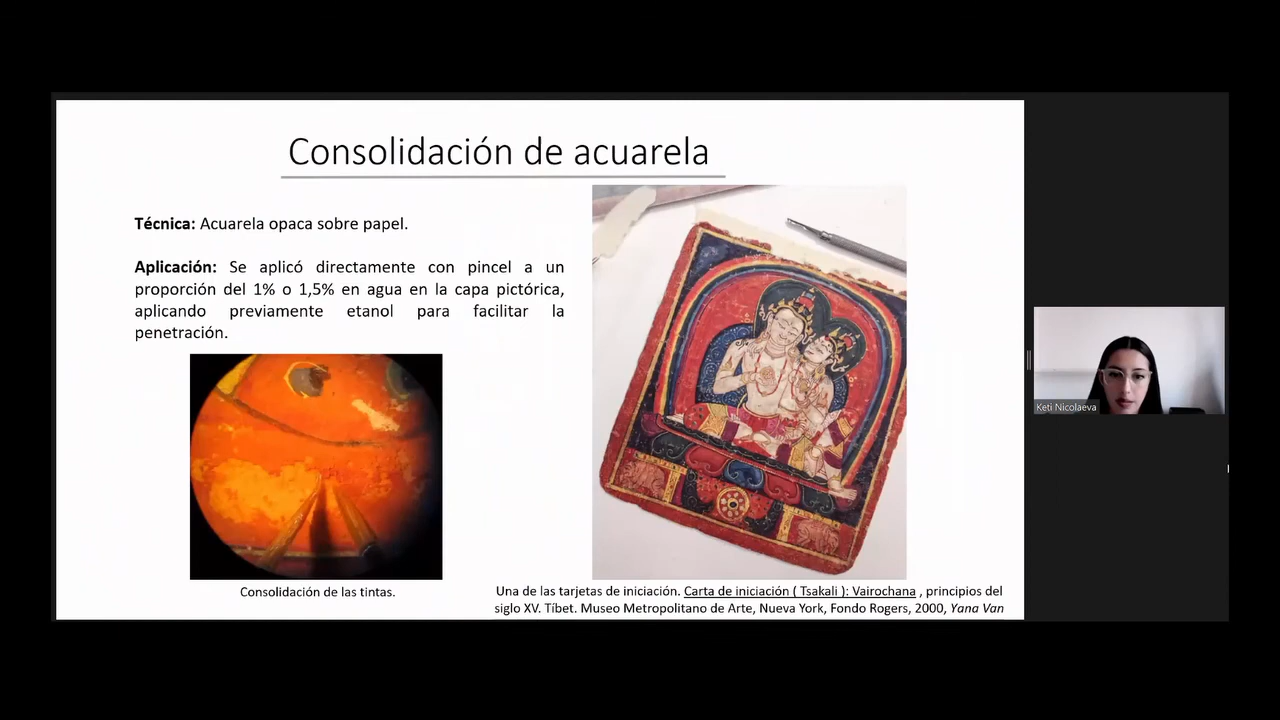 Consolidación de acuarela
Técnica: Acuarela opaca sobre papel.
Aplicación: Se aplicó directamente con pincel a un
proporción del 1% o 1,5% en agua en la capa pictórica,
aplicando previamente etanol para facilitar la
penetración.
Consolidación de las tintas.
Una de las tarjetas de iniciación. Carta de iniciación ( Tsakali ): Vairochana , principios del
siglo XV. Tíbet. Museo Metropolitano de Arte, Nueva York, Fondo Rogers, 2000, Yana Van
Keti Nicolaeva